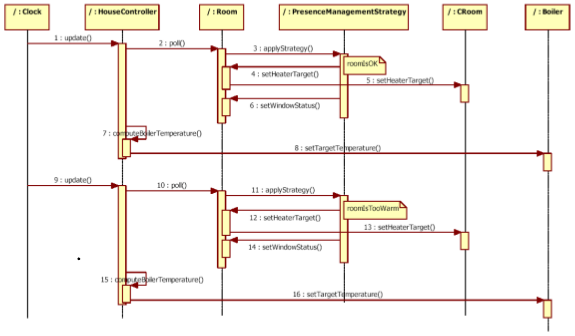 / : Clock
/ : HouseController
/ : Room
/ : PresenceManagementStrategy
/ : CRoom
/ : Boiler
1 : update()
2 : poll()
3 : applyStrategy()
roomIsOK
4 : setHeaterTarget()
5 : setHeaterTarget()
6 : setWindowStatus()
7 : computeBoilerTemperature()
8 : setTargetTemperature()
9 : update()
10 : poll()
11 : applyStrategy()
roomIsTooWarm
12 : setHeaterTarget()
13 : setHeaterTarget()
14 : setWindowStatus()
15 : computeBoilerTemperature()
16 : setTargetTemperature()